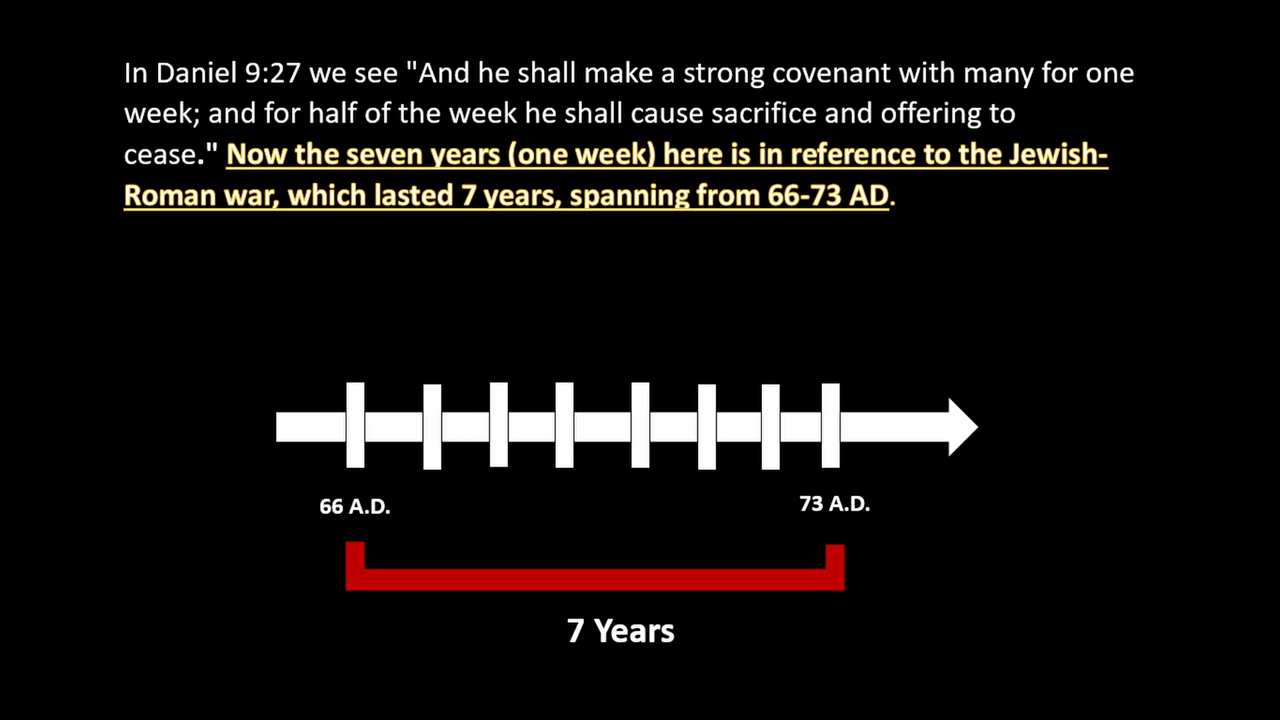 In Daniel 9:27 we see "And he shall make a strong covenant with many for one
week; and for half of the week he shall cause sacrifice and offering to
cease." Now the seven years (one week) here is in reference to the Jewish-
Roman war, which lasted 7 years, spanning from 66-73 AD.
66 A.D.
73 A.D.
7 Years